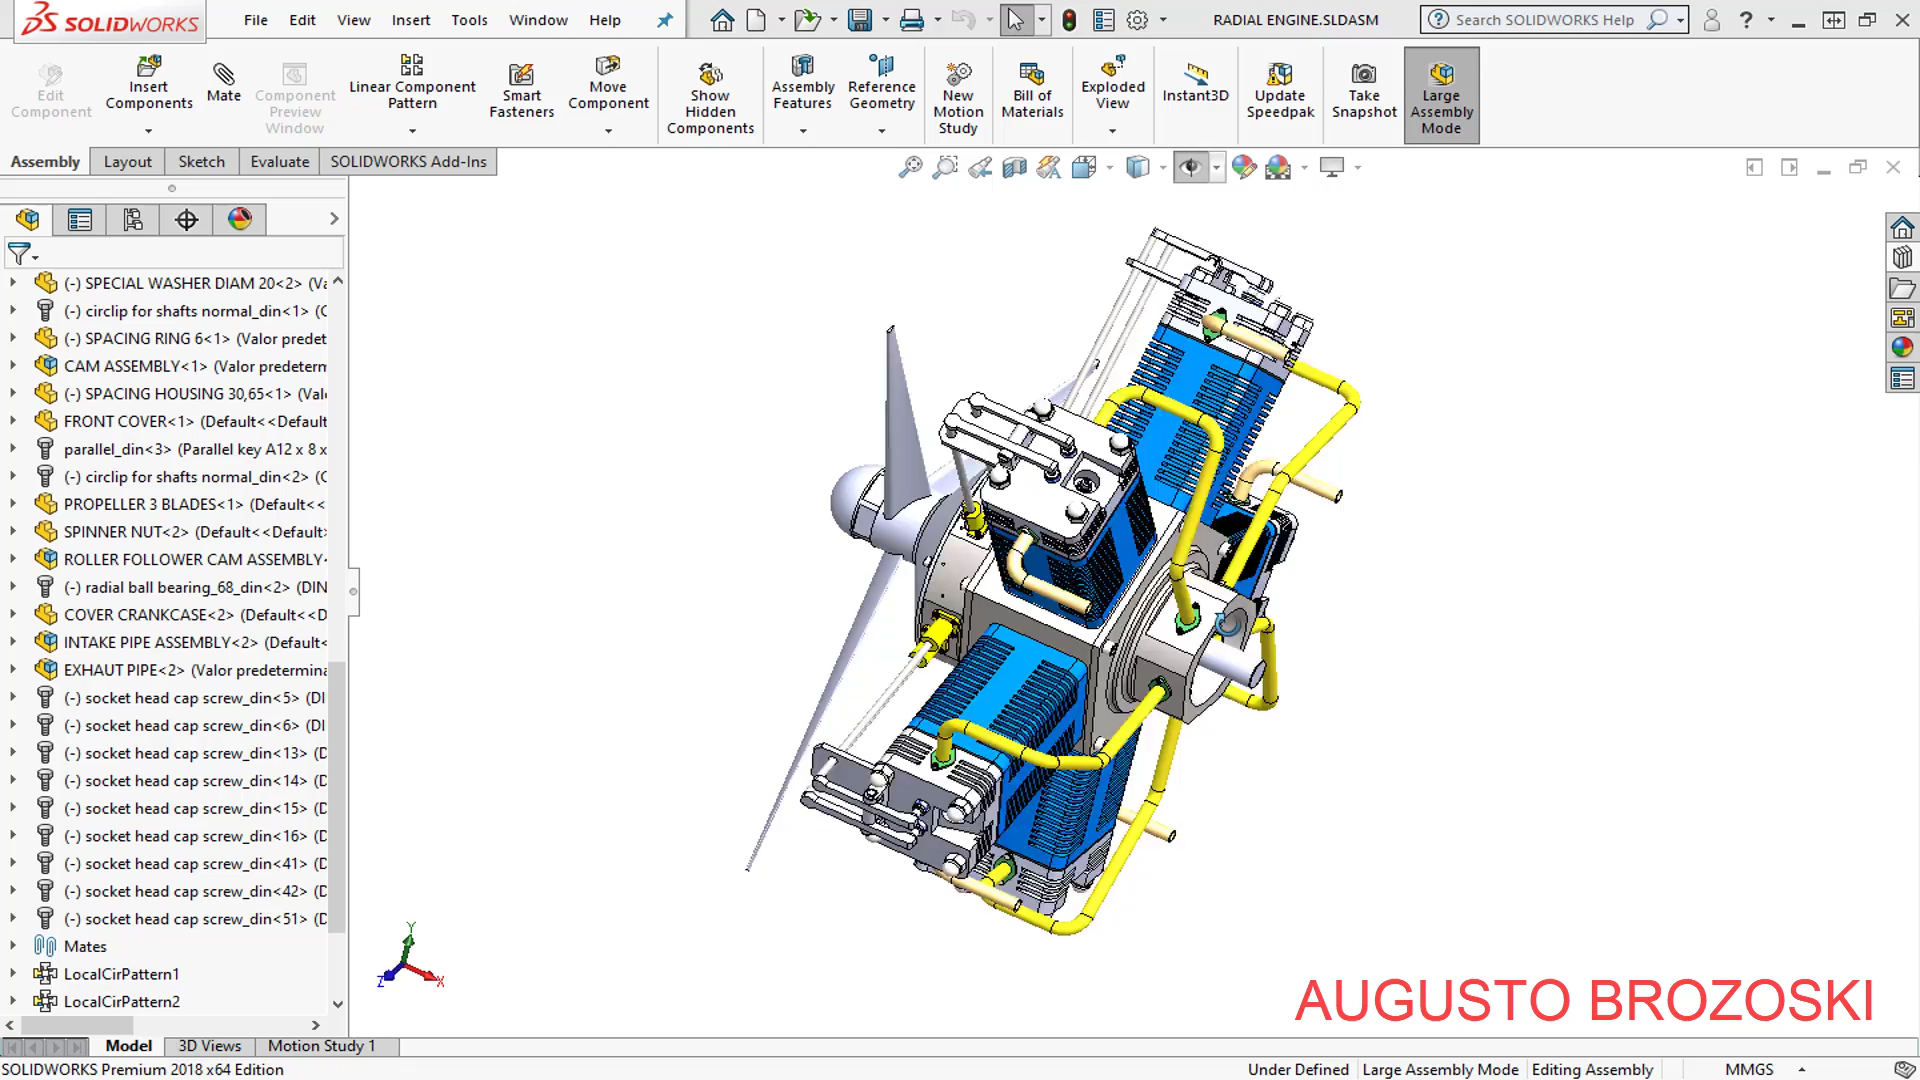 SOLIDWORKS
File Edit View Insert Tools Window Help
RADIAL ENGINE.SLDASM
Search SOLIDWORKS Help
Edit Component
Insert Components
Mate
Component Preview Window
Linear Component Pattern
Smart Fasteners
Move Component
Show Hidden Components
Assembly Features
Reference Geometry
New Motion Study
Bill of Materials
Exploded View
Instant3D
Update Speedpak
Take Snapshot
Large Assembly Mode
Assembly Layout Sketch Evaluate SOLIDWORKS Add-Ins
(-) SPECIAL WASHER DIAM 20<2> (Va
(-) circlip for shafts normal_din<1> (C
(-) SPACING RING 6<1> (Valor predet
CAM ASSEMBLY<1> (Valor predetern
(-) SPACING HOUSING 30,65<1> (Val
FRONT COVER<1> (Default<<Default
parallel_din<3> (Parallel key A12 x 8 x
(-) circlip for shafts normal_din<2> (C
PROPELLER 3 BLADES<1> (Default<<
SPINNER NUT<2> (Default<<Default>
ROLLER FOLLOWER CAM ASSEMBLY<
(-) radial ball bearing_68_din<2> (DIN
COVER CRANKCASE<2> (Default<<D
INTAKE PIPE ASSEMBLY<2> (Default<
EXHAUT PIPE<2> (Valor predetermina
(-) socket head cap screw_din<5> (DI
(-) socket head cap screw_din<6> (DI
(-) socket head cap screw_din<13> (D
(-) socket head cap screw_din<14> (D
(-) socket head cap screw_din<15> (D
(-) socket head cap screw_din<16> (D
(-) socket head cap screw_din<41> (D
(-) socket head cap screw_din<42> (D
(-) socket head cap screw_din<51> (D
Mates
LocalCirPattern1
LocalCirPattern2
Y
Z X
AUGUSTO BROZOSKI
Model 3D Views Motion Study 1
SOLIDWORKS Premium 2018 x64 Edition
Under Defined Large Assembly Mode Editing Assembly MMGS